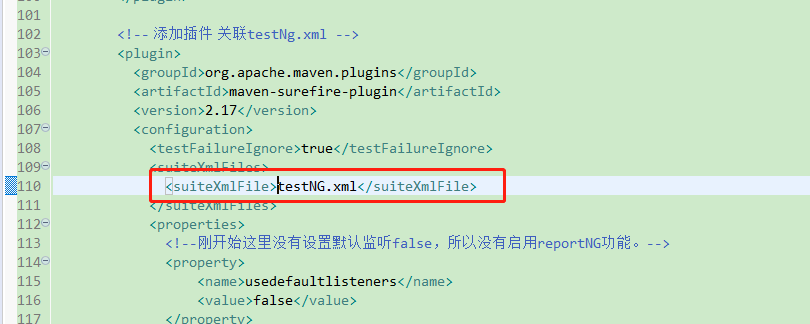 101
102 <!-- 添加插件 关联testNg.xml -->
103 <plugin>
104 <groupId>org.apache.maven.plugins</groupId>
105 <artifactId>maven-surefire-plugin</artifactId>
106 <version>2.17</version>
107 <configuration>
108 <testFailureIgnore>true</testFailureIgnore>
109 <suiteXmlFiles>
110 <suiteXmlFile>testNG.xml</suiteXmlFile>
111 </suiteXmlFiles>
112 <properties>
113 <!--刚开始这里没有设置默认监听false，所以没有启用reportNG功能。-->
114 <property>
115 <name>usedefaultlisteners</name>
116 <value>false</value>
117 </property>